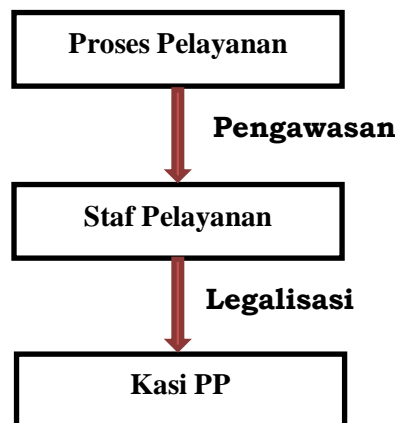 Proses Pelayanan
Pengawasan
Staf Pelayanan
Legalisasi
Kasi PP